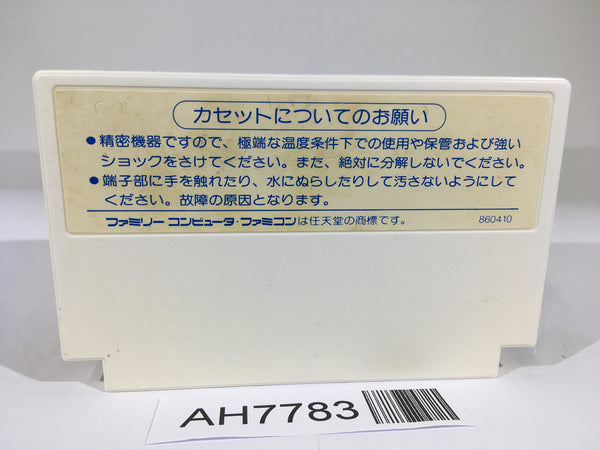 カセットについてのお願い
●精密機器ですので、極端な温度条件下での使用や保管および強い
ショックをさけてください。また、絶対に分解しないでください。
●端子部に手を触れたり、水にぬらしたりして汚さないようにして
ください。故障の原因となります。
ファミリー コンピュータ・ファミコンは任天堂の商標です。 860410
AH7783